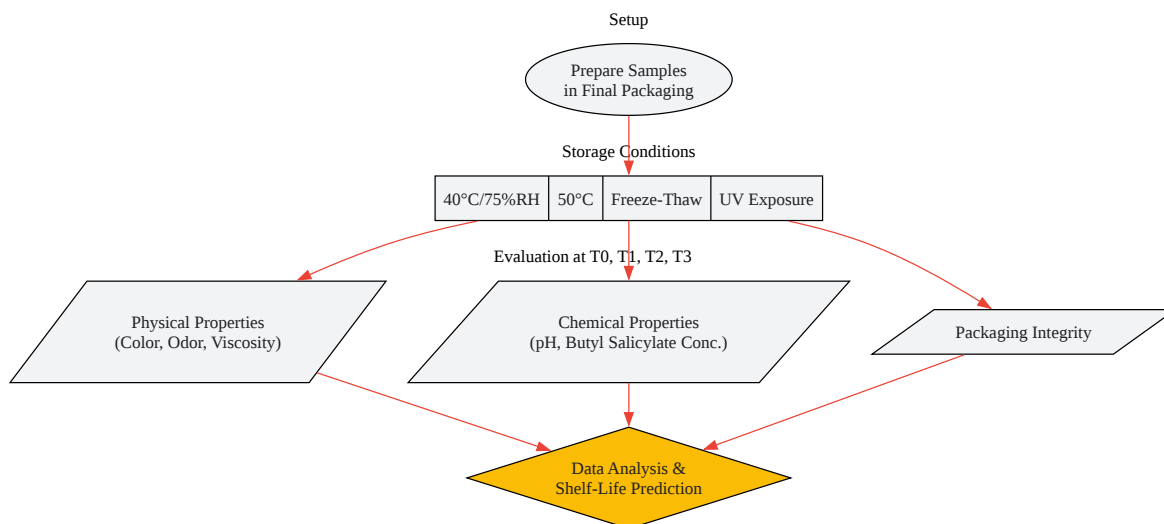 Setup
Prepare Samples
in Final Packaging
Storage Conditions
40°C/75%RH
50°C
Freeze-Thaw
UV Exposure
Evaluation at T0, T1, T2, T3
Physical Properties
(Color, Odor, Viscosity)
Chemical Properties
(pH, Butyl Salicylate Conc.)
Packaging Integrity
Data Analysis &
Shelf-Life Prediction